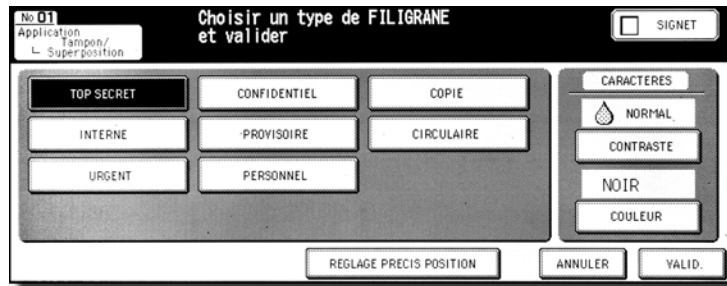 No 01
Application
Tampon/
Superposition
Choisir un type de FILIGRANE
et valider
SIGNET
TOP SECRET
CONFIDENTIEL
COPIE
INTERNE
PROVISOIRE
CIRCULAIRE
URGENT
PERSONNEL
CARACTERES
NORMAL
CONTRASTE
NOIR
COULEUR
REGLAGE PRECIS POSITION
ANNULER
VALID.